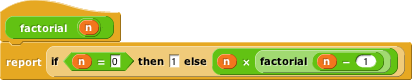 factorial n
report if n = 0 then 1 else n × factorial n − 1